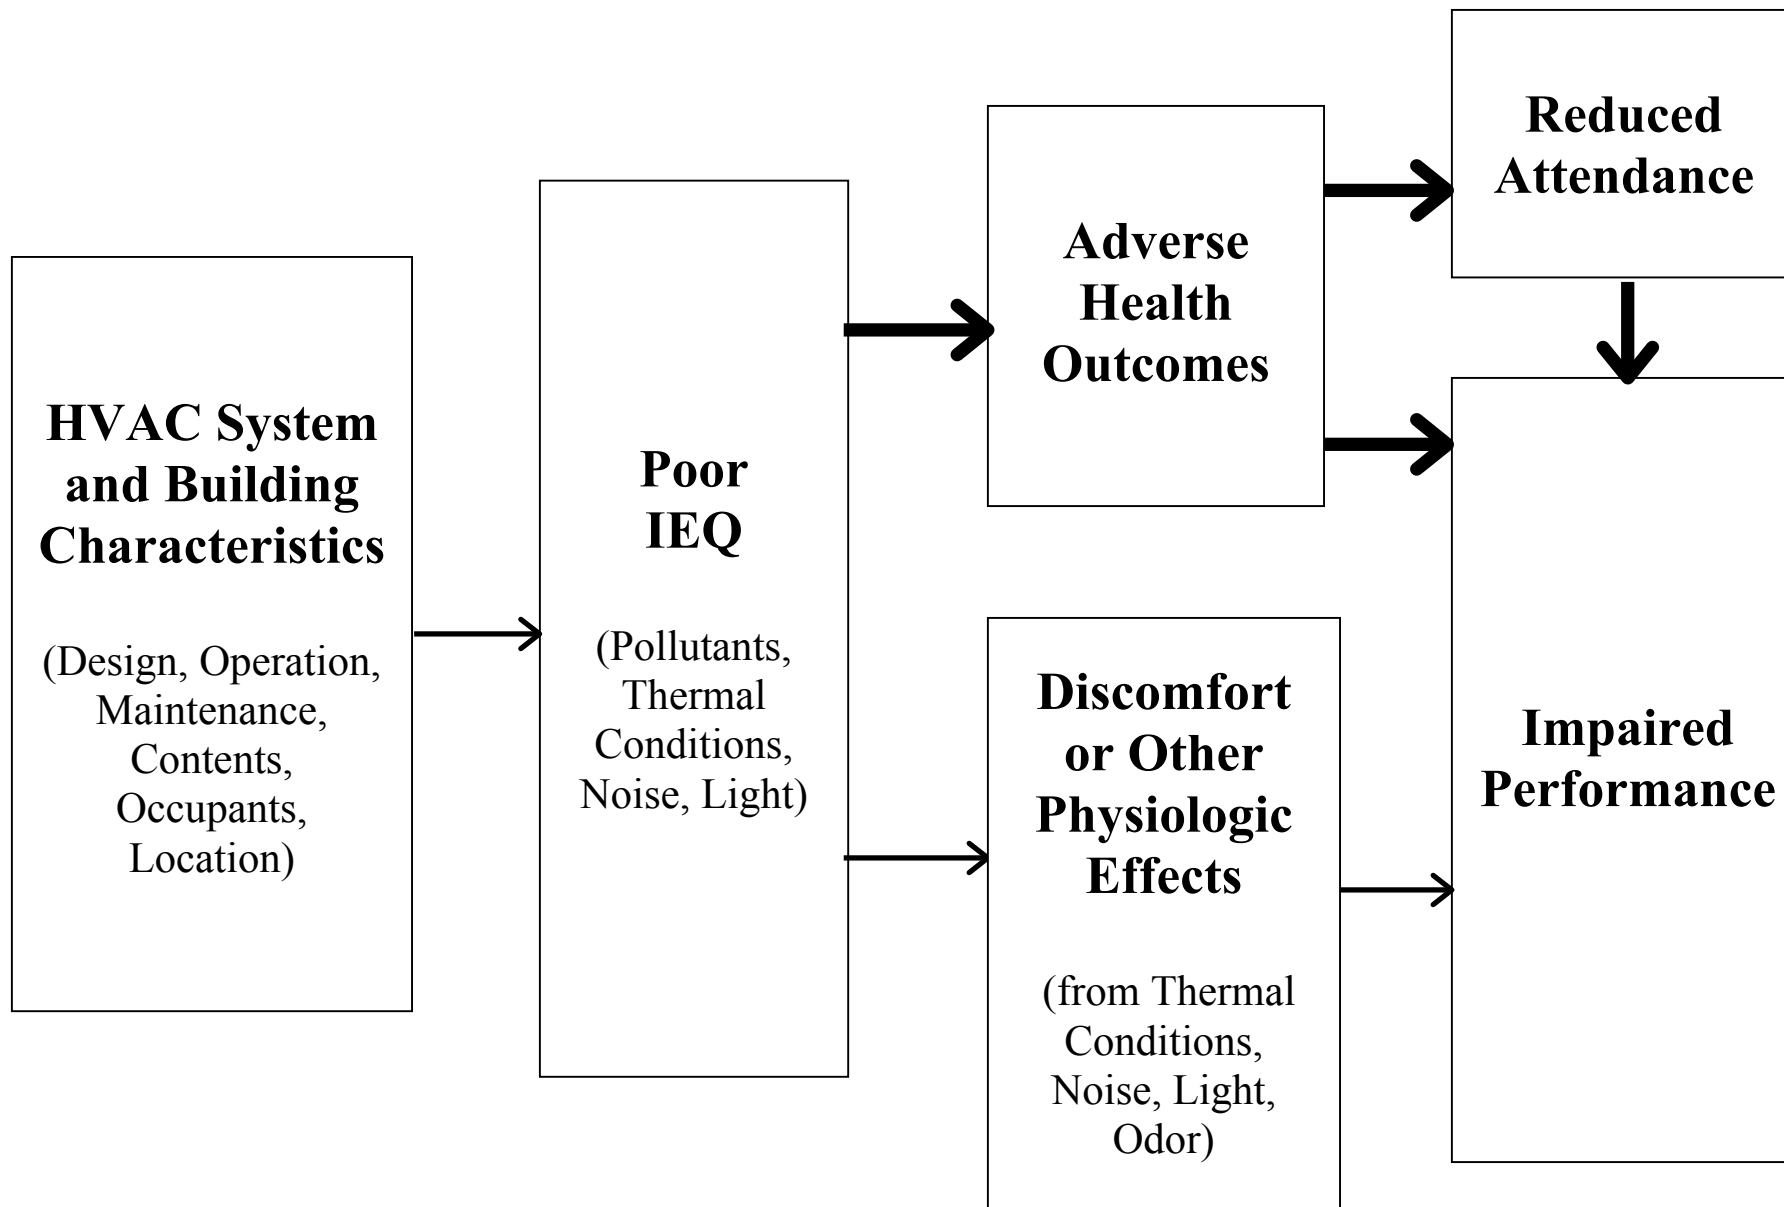 HVAC System
and Building
Characteristics
(Design, Operation,
Maintenance,
Contents,
Occupants,
Location)
Poor
IEQ
(Pollutants,
Thermal
Conditions,
Noise, Light)
Adverse
Health
Outcomes
Discomfort
or Other
Physiologic
Effects
(from Thermal
Conditions,
Noise, Light,
Odor)
Reduced
Attendance
Impaired
Performance